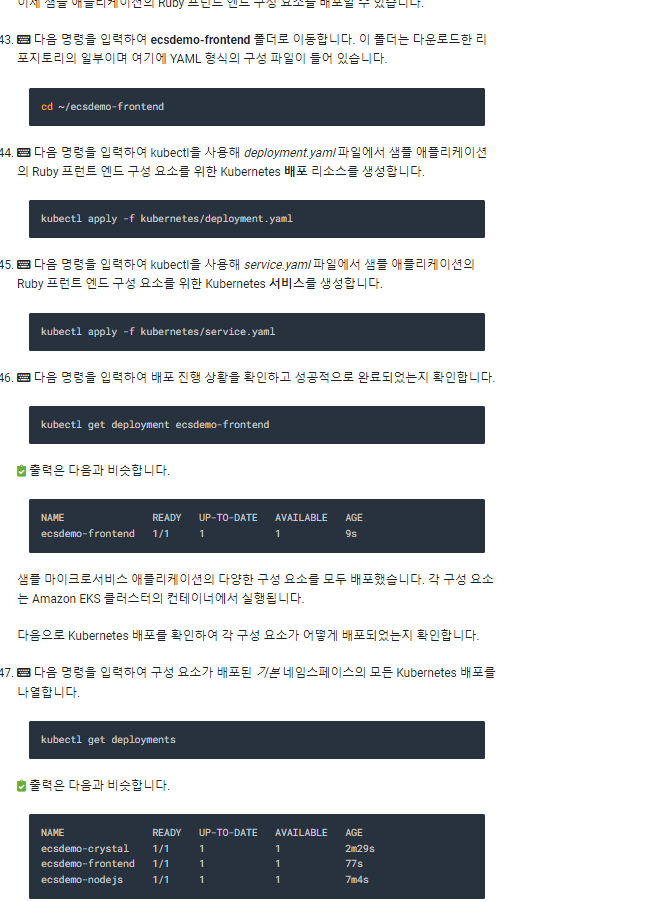 이제 샘플 애플리케이션의 Ruby 프런트 엔드 구성 요소를 배포할 수 있습니다.
43. 다음 명령을 입력하여 ecsdemo-frontend 폴더로 이동합니다. 이 폴더는 다운로드한 리
포지토리의 일부이며 여기에 YAML 형식의 구성 파일이 들어 있습니다.
cd ~/ecsdemo-frontend
44. 다음 명령을 입력하여 kubectl을 사용해 deployment.yaml 파일에서 샘플 애플리케이션
의 Ruby 프런트 엔드 구성 요소를 위한 Kubernetes 배포 리소스를 생성합니다.
kubectl apply -f kubernetes/deployment.yaml
45. 다음 명령을 입력하여 kubectl을 사용해 service.yaml 파일에서 샘플 애플리케이션의
Ruby 프런트 엔드 구성 요소를 위한 Kubernetes 서비스를 생성합니다.
kubectl apply -f kubernetes/service.yaml
46. 다음 명령을 입력하여 배포 진행 상황을 확인하고 성공적으로 완료되었는지 확인합니다.
kubectl get deployment ecsdemo-frontend
출력은 다음과 비슷합니다.
NAME READY UP-TO-DATE AVAILABLE AGE
ecsdemo-frontend 1/1 1 1 9s
샘플 마이크로서비스 애플리케이션의 다양한 구성 요소를 모두 배포했습니다. 각 구성 요소
는 Amazon EKS 클러스터의 컨테이너에서 실행됩니다.
다음으로 Kubernetes 배포를 확인하여 각 구성 요소가 어떻게 배포되었는지 확인합니다.
47. 다음 명령을 입력하여 구성 요소가 배포된 기본 네임스페이스의 모든 Kubernetes 배포를
나열합니다.
kubectl get deployments
출력은 다음과 비슷합니다.
NAME READY UP-TO-DATE AVAILABLE AGE
ecsdemo-crystal 1/1 1 1 2m29s
ecsdemo-frontend 1/1 1 1 77s
ecsdemo-nodejs 1/1 1 1 7m4s